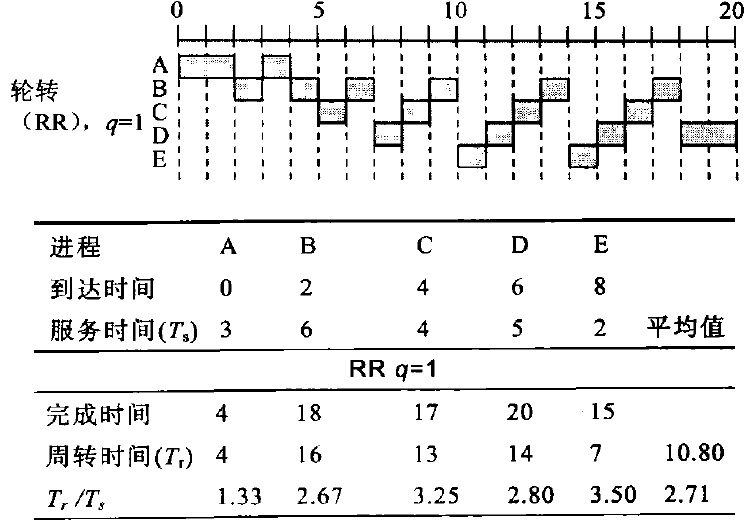 0 5 10 15 20
A
轮转 B
（RR），q=1 C
D
E
进程 A B C D E
到达时间 0 2 4 6 8
服务时间(Ts) 3 6 4 5 2 平均值
RR q=1
完成时间 4 18 17 20 15
周转时间(Tr) 4 16 13 14 7 10.80
Tr /Ts 1.33 2.67 3.25 2.80 3.50 2.71